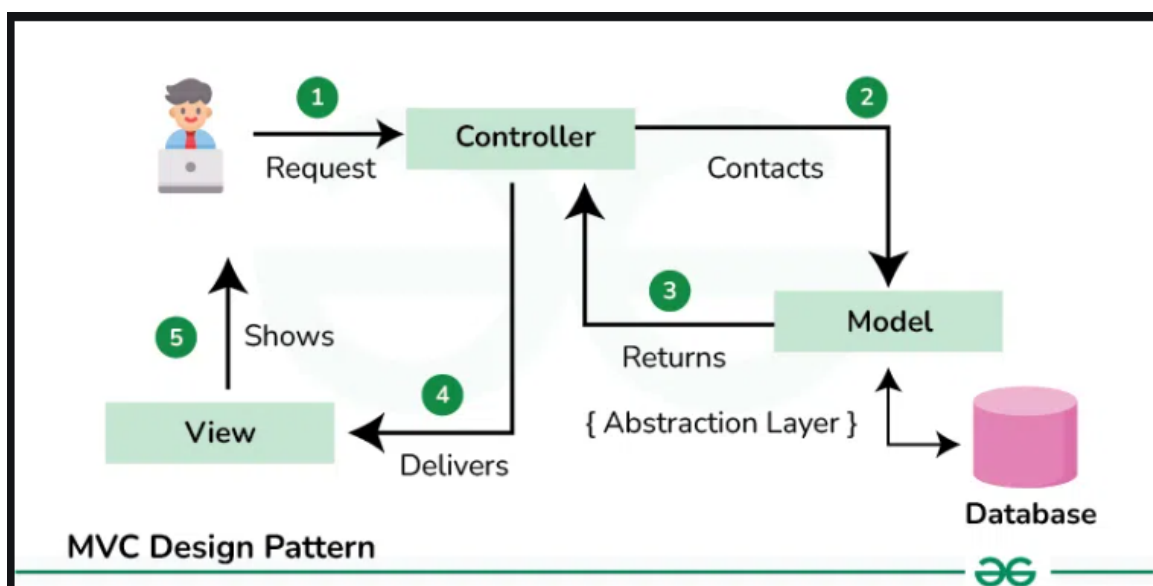 1
2
Controller
Request
Contacts
3
Model
5
Shows
Returns
4
{ Abstraction Layer }
View
Delivers
Database
MVC Design Pattern